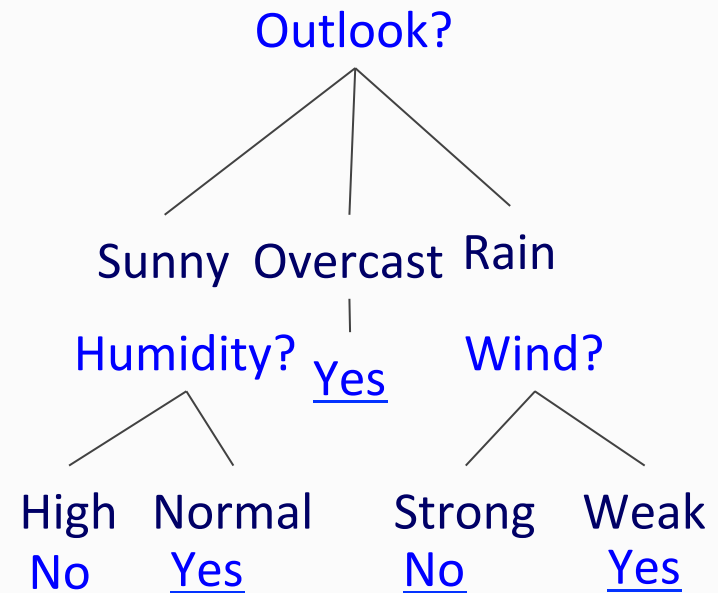 Outlook?
Sunny Overcast Rain
Humidity? Yes Wind?
High Normal Strong Weak
No Yes No Yes